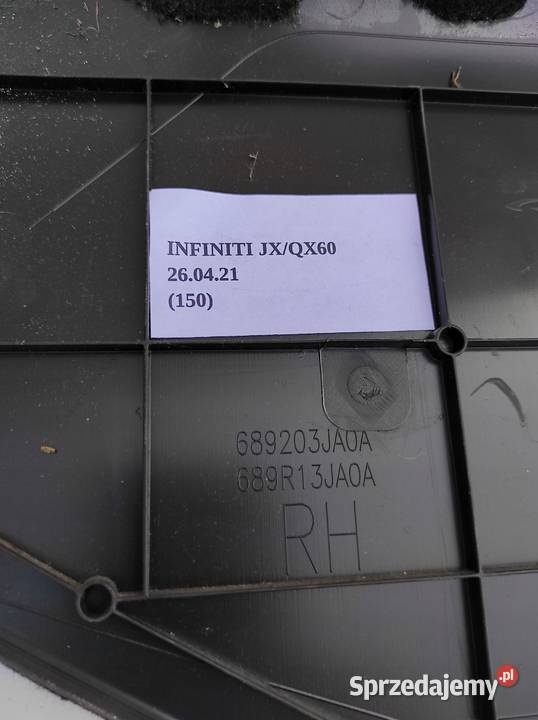 INFINITI JX/QX60
26.04.21
(150)
689203JA0A
689R13JA0A
RH
Sprzedajemy.pl